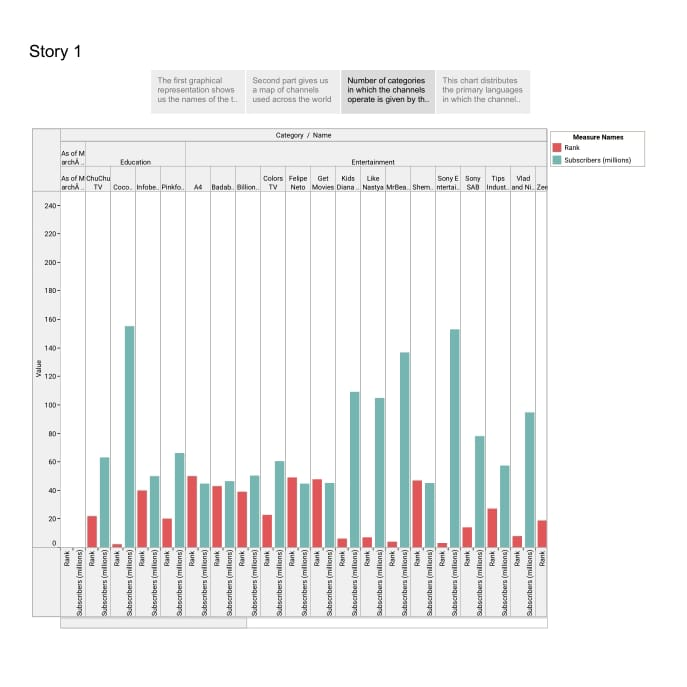 Story 1
The first graphical
representation shows
us the names of the t..
Second part gives us
a map of channels
used across the world
Number of categories
in which the channels
operate is given by th..
This chart distributes
the primary languages
in which the channel..
Category / Name
As of M
archÂ ..
Education
Entertainment
As of M
archÂ ..
ChuChu
TV
Coco..
Infobe..
Pinkfo..
A4
Badab..
Billion..
Colors
TV
Felipe
Neto
Get
Movies
Kids
Diana ..
Like
Nastya
MrBea..
Shem..
Sony E
ntertai..
Sony
SAB
Tips
Indust..
Vlad
and Ni..
Zee
Measure Names
Rank
Subscribers (millions)
Value
240
220
200
180
160
140
120
100
80
60
40
20
0
Rank
Subscribers (millions)
Rank
Subscribers (millions)
Rank
Subscribers (millions)
Rank
Subscribers (millions)
Rank
Subscribers (millions)
Rank
Subscribers (millions)
Rank
Subscribers (millions)
Rank
Subscribers (millions)
Rank
Subscribers (millions)
Rank
Subscribers (millions)
Rank
Subscribers (millions)
Rank
Subscribers (millions)
Rank
Subscribers (millions)
Rank
Subscribers (millions)
Rank
Subscribers (millions)
Rank
Subscribers (millions)
Rank
Subscribers (millions)
Rank
Subscribers (millions)
Rank
Subscribers (millions)
Rank